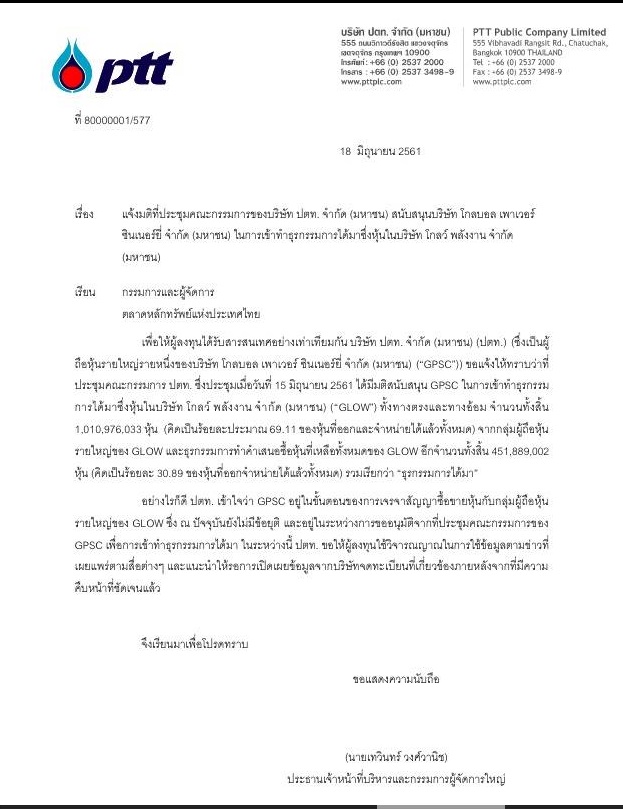 ptt
บริษัท ปตท. จำกัด (มหาชน)
555 ถนนวิภาวดีรังสิต แขวงจตุจักร
เขตจตุจักร กรุงเทพฯ 10900
โทรศัพท์ : +66 (0) 2537 2000
โทรสาร : +66 (0) 2537 3498-9
www.pttplc.com
PTT Public Company Limited
555 Vibhavadi Rangsit Rd., Chatuchak,
Bangkok 10900 THAILAND
Tel : +66 (0) 2537 2000
Fax : +66 (0) 2537 3498-9
www.pttplc.com
ที่ 80000001/577
18 มิถุนายน 2561
เรื่อง แจ้งมติที่ประชุมคณะกรรมการของบริษัท ปตท. จำกัด (มหาชน) สนับสนุนบริษัท โกลบอล เพาเวอร์
ซินเนอร์ยี่ จำกัด (มหาชน) ในการเข้าทำธุรกรรมการได้มาซึ่งหุ้นในบริษัท โกลว์ พลังงาน จำกัด
(มหาชน)
เรียน กรรมการและผู้จัดการ
ตลาดหลักทรัพย์แห่งประเทศไทย
เพื่อให้ผู้ลงทุนได้รับสารสนเทศอย่างเท่าเทียมกัน บริษัท ปตท. จำกัด (มหาชน) (ปตท.) (ซึ่งเป็นผู้
ถือหุ้นรายใหญ่รายหนึ่งของบริษัท โกลบอล เพาเวอร์ ซินเนอร์ยี่ จำกัด (มหาชน) ("GPSC")) ขอแจ้งให้ทราบว่าที่
ประชุมคณะกรรมการ ปตท. ซึ่งประชุมเมื่อวันที่ 15 มิถุนายน 2561 ได้มีมติสนับสนุน GPSC ในการเข้าทำธุรกรรม
การได้มาซึ่งหุ้นในบริษัท โกลว์ พลังงาน จำกัด (มหาชน) ("GLOW") ทั้งทางตรงและทางอ้อม จำนวนทั้งสิ้น
1,010,976,033 หุ้น (คิดเป็นร้อยละประมาณ 69.11 ของหุ้นที่ออกและจำหน่ายได้แล้วทั้งหมด) จากกลุ่มผู้ถือหุ้น
รายใหญ่ของ GLOW และธุรกรรมการทำคำเสนอซื้อหุ้นที่เหลือทั้งหมดของ GLOW อีกจำนวนทั้งสิ้น 451,889,002
หุ้น (คิดเป็นร้อยละ 30.89 ของหุ้นที่ออกจำหน่ายได้แล้วทั้งหมด) รวมเรียกว่า "ธุรกรรมการได้มา"
อย่างไรก็ดี ปตท. เข้าใจว่า GPSC อยู่ในขั้นตอนของการเจรจาสัญญาซื้อขายหุ้นกับกลุ่มผู้ถือหุ้น
รายใหญ่ของ GLOW ซึ่ง ณ ปัจจุบันยังไม่มีข้อยุติ และอยู่ในระหว่างการขออนุมัติจากที่ประชุมคณะกรรมการของ
GPSC เพื่อการเข้าทำธุรกรรมการได้มา ในระหว่างนี้ ปตท. ขอให้ผู้ลงทุนใช้วิจารณญาณในการใช้ข้อมูลตามข่าวที่
เผยแพร่ตามสื่อต่างๆ และแนะนำให้รอการเปิดเผยข้อมูลจากบริษัทจดทะเบียนที่เกี่ยวข้องภายหลังจากที่มีความ
คืบหน้าที่ชัดเจนแล้ว
จึงเรียนมาเพื่อโปรดทราบ
ขอแสดงความนับถือ
(นายเทวินทร์ วงศ์วานิช)
ประธานเจ้าหน้าที่บริหารและกรรมการผู้จัดการใหญ่